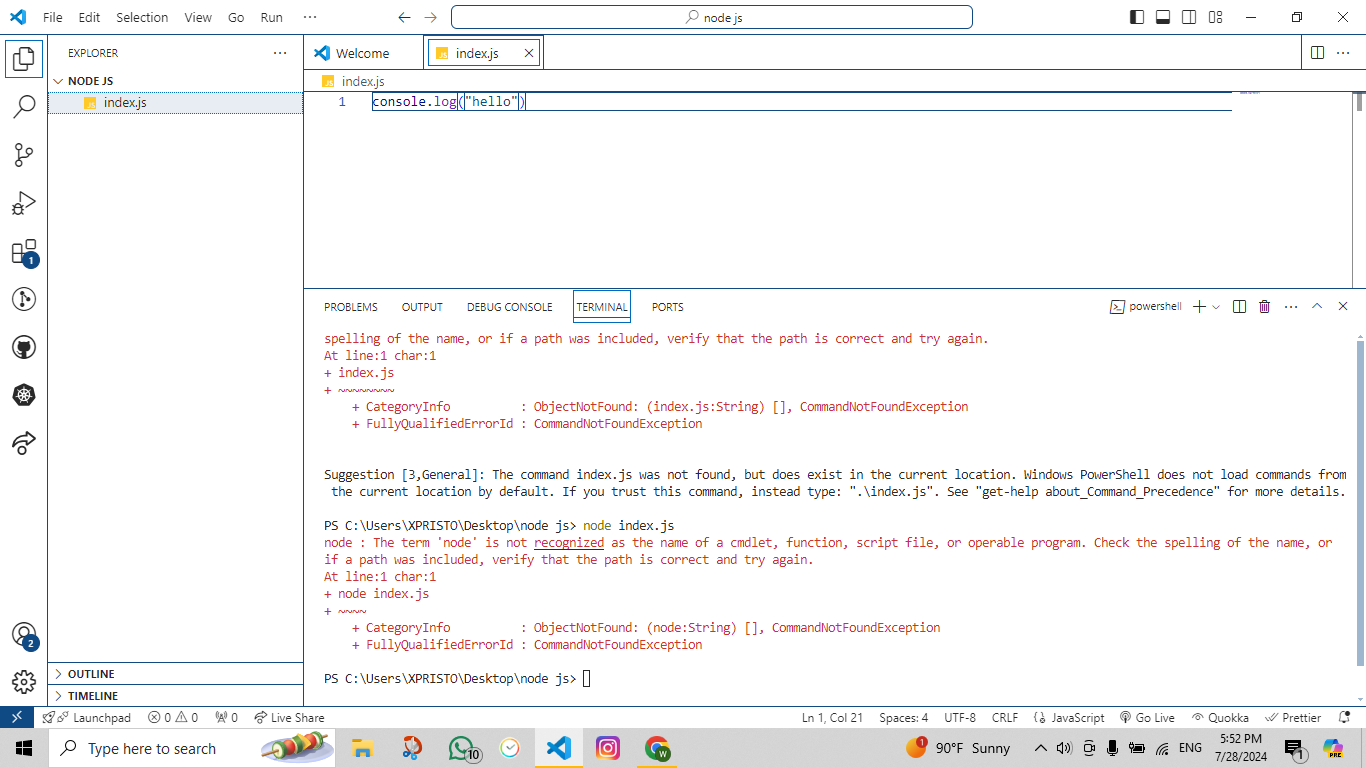 File Edit Selection View Go Run ···
node js
EXPLORER ···
NODE JS
JS index.js
Welcome
JS index.js
JS index.js
1 console.log("hello")
PROBLEMS OUTPUT DEBUG CONSOLE TERMINAL PORTS
powershell
spelling of the name, or if a path was included, verify that the path is correct and try again.
At line:1 char:1
+ index.js
+ ~~~~~~~~
+ CategoryInfo : ObjectNotFound: (index.js:String) [], CommandNotFoundException
+ FullyQualifiedErrorId : CommandNotFoundException
Suggestion [3,General]: The command index.js was not found, but does exist in the current location. Windows PowerShell does not load commands from
the current location by default. If you trust this command, instead type: ".\index.js". See "get-help about_Command_Precedence" for more details.
PS C:\Users\XPRISTO\Desktop\node js> node index.js
node : The term 'node' is not recognized as the name of a cmdlet, function, script file, or operable program. Check the spelling of the name, or
if a path was included, verify that the path is correct and try again.
At line:1 char:1
+ node index.js
+ ~~~~
+ CategoryInfo : ObjectNotFound: (node:String) [], CommandNotFoundException
+ FullyQualifiedErrorId : CommandNotFoundException
PS C:\Users\XPRISTO\Desktop\node js>
1
2
OUTLINE
TIMELINE
Launchpad 0 0 0 Live Share
Ln 1, Col 21 Spaces: 4 UTF-8 CRLF {} JavaScript Go Live Quokka Prettier
Type here to search
10
W
1
90°F Sunny
ENG
5:52 PM
7/28/2024
1
PRE